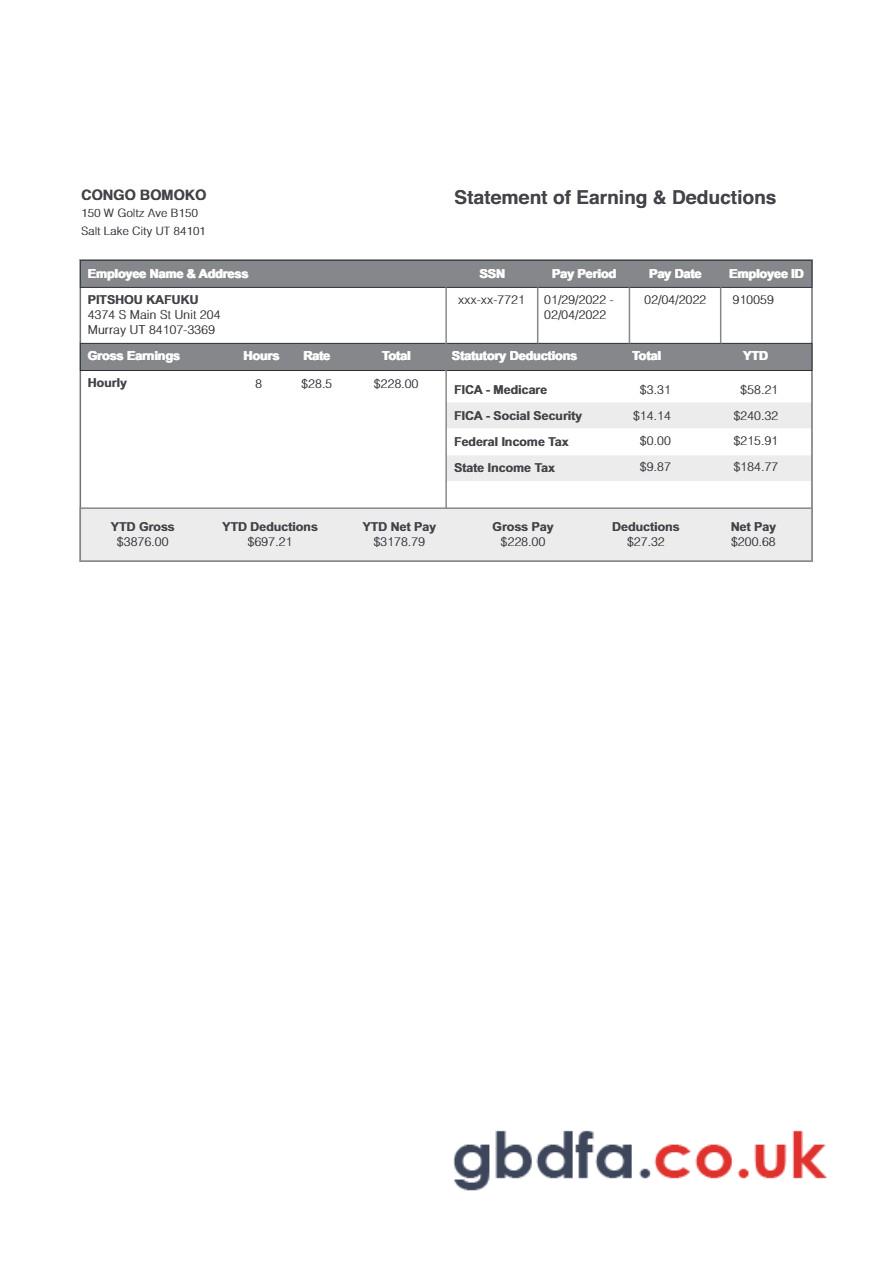 CONGO BOMOKO
150 W Goltz Ave B150
Salt Lake City UT 84101
Statement of Earning & Deductions
Employee Name & Address SSN Pay Period Pay Date Employee ID
PITSHOU KAFUKU xxx-xx-7721 01/29/2022 - 02/04/2022 910059
4374 S Main St Unit 204 02/04/2022
Murray UT 84107-3369
Gross Earnings Hours Rate Total Statutory Deductions Total YTD
Hourly 8 $28.5 $228.00
FICA - Medicare $3.31 $58.21
FICA - Social Security $14.14 $240.32
Federal Income Tax $0.00 $215.91
State Income Tax $9.87 $184.77
YTD Gross YTD Deductions YTD Net Pay Gross Pay Deductions Net Pay
$3876.00 $697.21 $3178.79 $228.00 $27.32 $200.68
gbdfa.co.uk